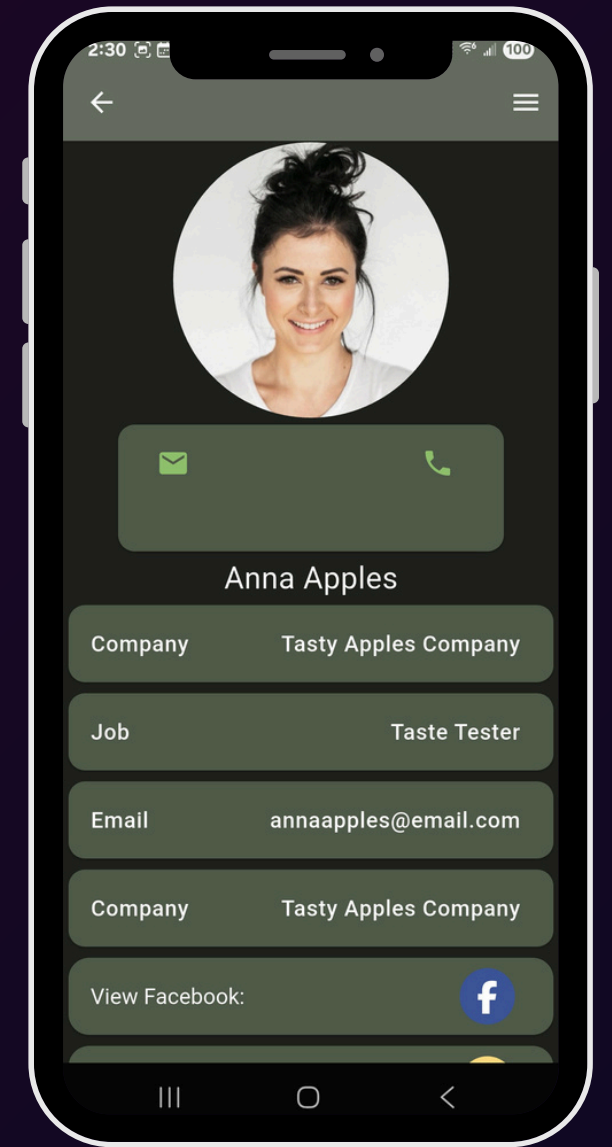 2:30 100
Anna Apples
Company Tasty Apples Company
Job Taste Tester
Email annaapples@email.com
Company Tasty Apples Company
View Facebook: f